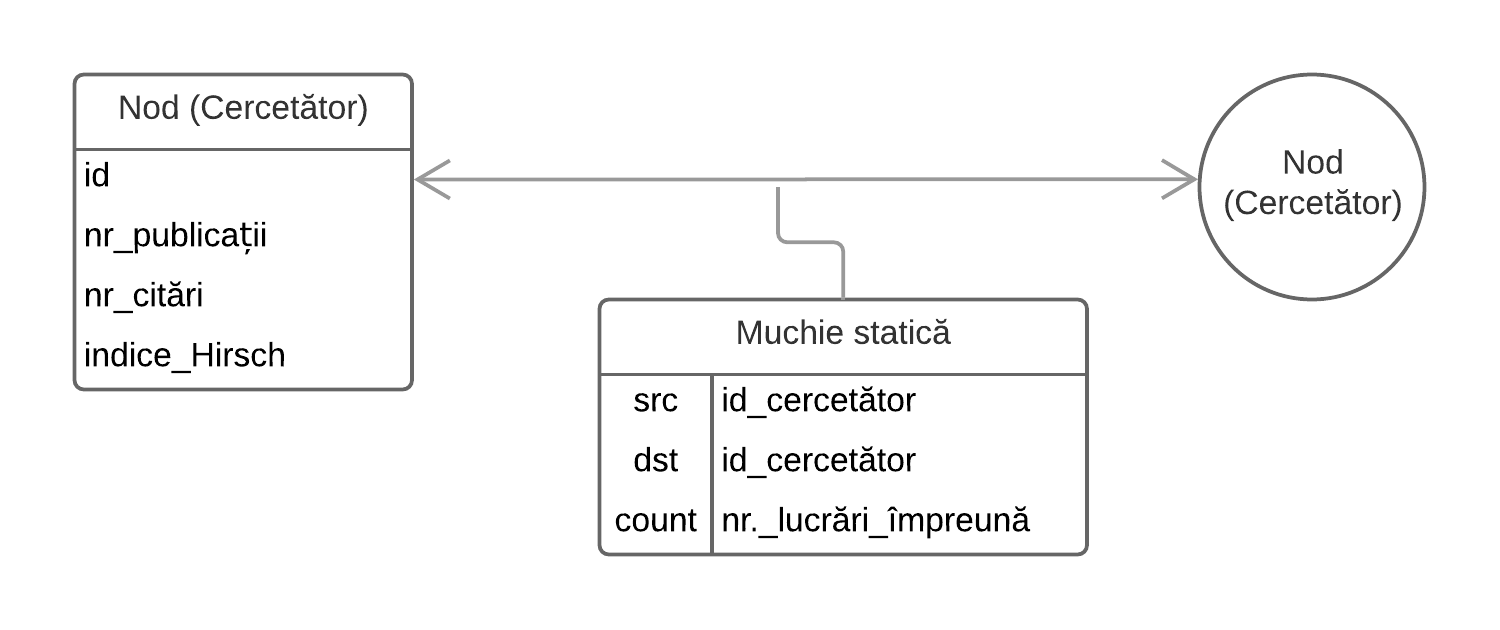 Nod (Cercetător)
id
nr_publicații
nr_citări
indice_Hirsch
Nod
(Cercetător)
Muchie statică
src id_cercetător
dst id_cercetător
count nr._lucrări_împreună